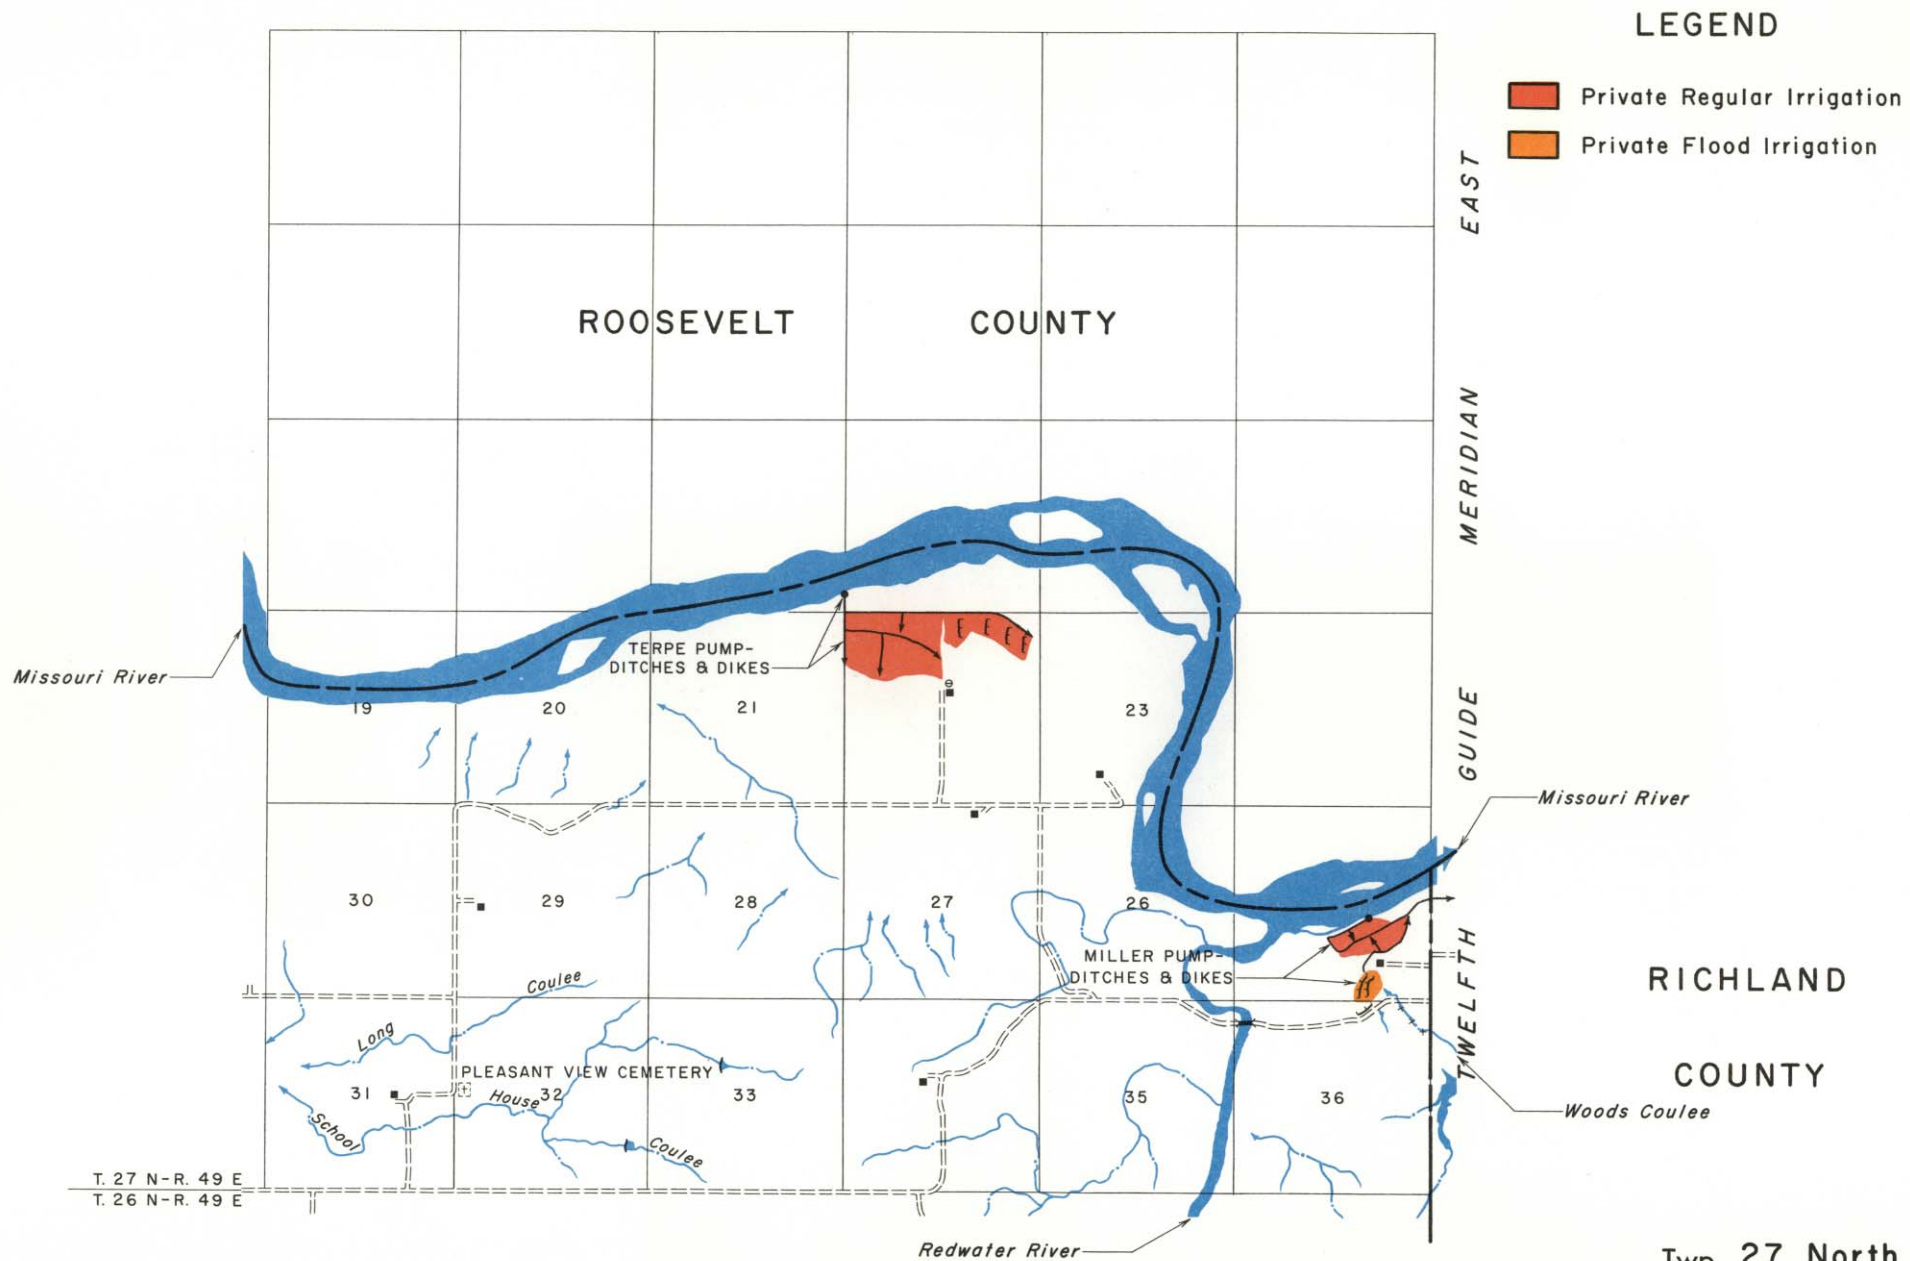 LEGEND
Private Regular Irrigation
Private Flood Irrigation
EAST
ROOSEVELT COUNTY
MERIDIAN
Missouri River
TERPE PUMP-
DITCHES & DIKES
19
20
21
23
GUIDE
Missouri River
30
29
28
27
26
MILLER PUMP-
DITCHES & DIKES
TWELFTH
RICHLAND
COUNTY
Long
Coulee
PLEASANT VIEW CEMETERY
31
32
33
35
36
School
House
Coulee
Woods Coulee
T. 27 N-R. 49 E
T. 26 N-R. 49 E
Redwater River
Twp. 27 North